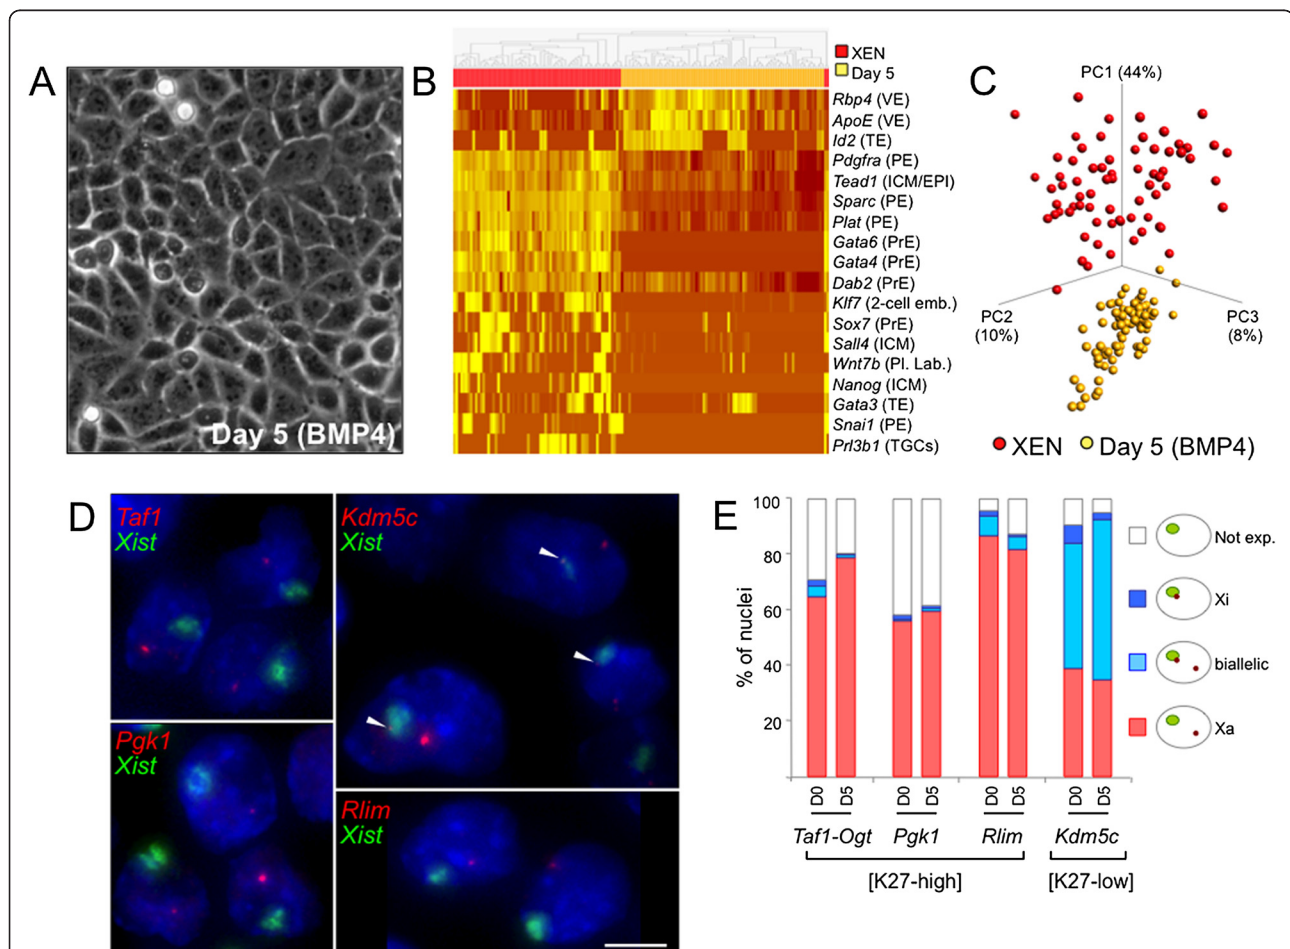 A
Day 5 (BMP4)
B
XEN
Day 5
Rbp4 (VE)
ApoE (VE)
Id2 (TE)
Pdgfra (PE)
Tead1 (ICM/EPI)
Sparc (PE)
Plat (PE)
Gata6 (PrE)
Gata4 (PrE)
Dab2 (PrE)
Klf7 (2-cell emb.)
Sox7 (PrE)
Sall4 (ICM)
Wnt7b (Pl. Lab.)
Nanog (ICM)
Gata3 (TE)
Snai1 (PE)
Prl3b1 (TGCs)
C
PC1 (44%)
PC2
(10%)
PC3
(8%)
XEN Day 5 (BMP4)
D
Taf1
Xist
Kdm5c
Xist
Pgk1
Xist
Rlim
Xist
E
% of nuclei
100
80
60
40
20
D0 D5 D0 D5 D0 D5 D0 D5
Taf1-Ogt Pgk1 Rlim Kdm5c
[K27-high] [K27-low]
Not exp.
Xi
biallelic
Xa